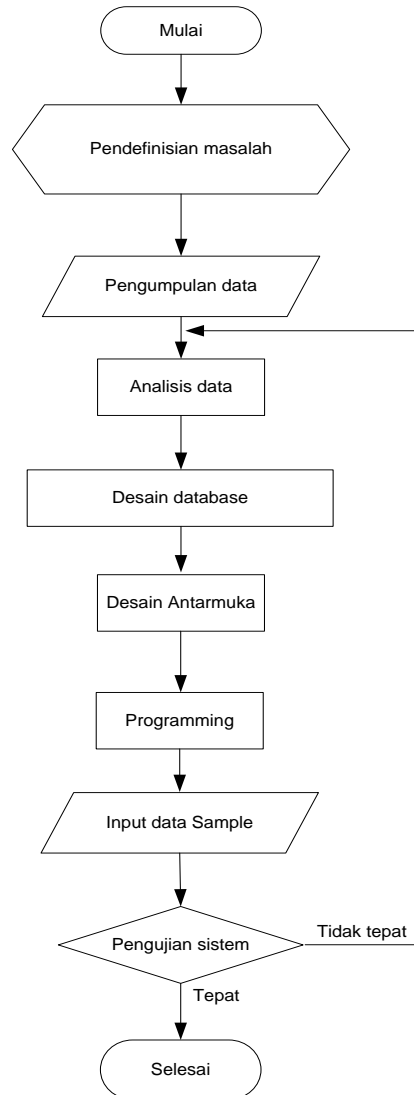 Mulai
Pendefinisian masalah
Pengumpulan data
Analisis data
Desain database
Desain Antarmuka
Programming
Input data Sample
Pengujian sistem
Tidak tepat
Tepat
Selesai